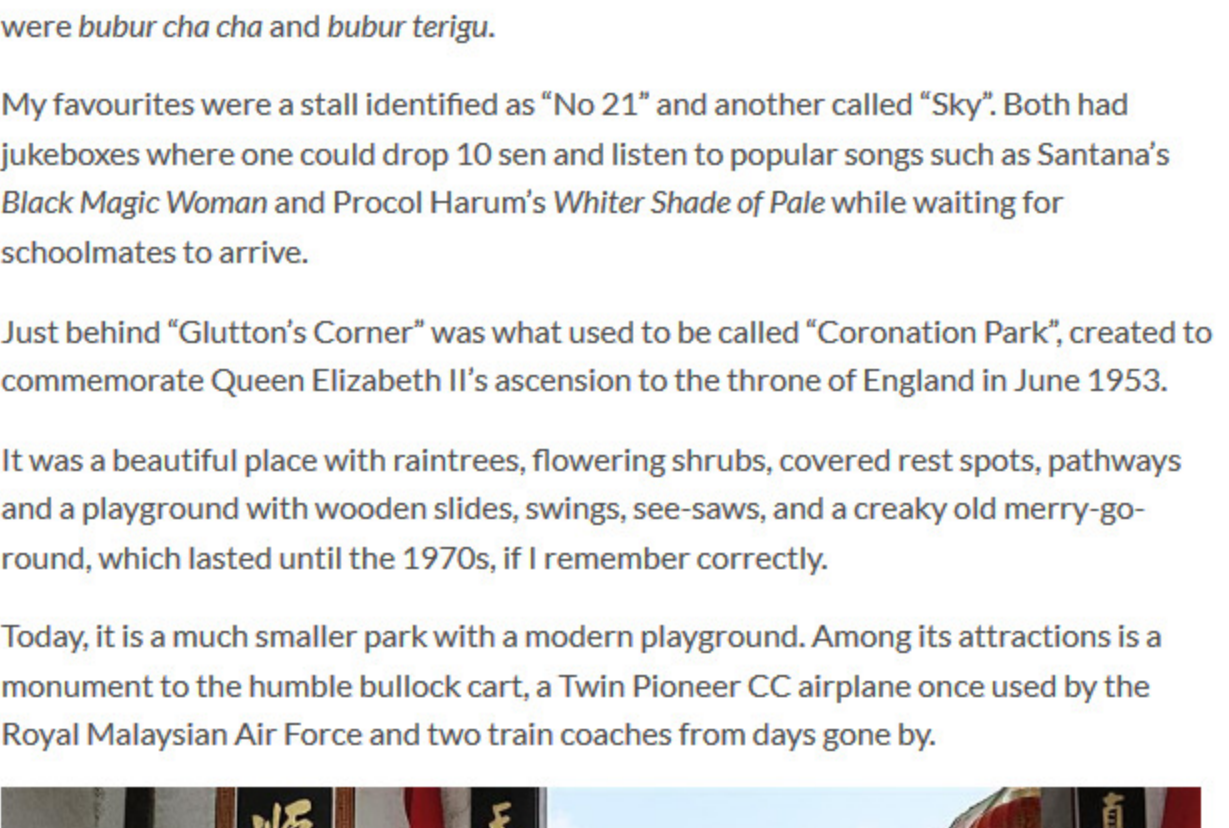 were bubur cha cha and bubur terigu.
My favourites were a stall identified as “No 21” and another called “Sky”. Both had
jukeboxes where one could drop 10 sen and listen to popular songs such as Santana’s
Black Magic Woman and Procol Harum’s Whiter Shade of Pale while waiting for
schoolmates to arrive.
Just behind “Glutton’s Corner” was what used to be called “Coronation Park”, created to
commemorate Queen Elizabeth II’s ascension to the throne of England in June 1953.
It was a beautiful place with raintrees, flowering shrubs, covered rest spots, pathways
and a playground with wooden slides, swings, see-saws, and a creaky old merry-go-
round, which lasted until the 1970s, if I remember correctly.
Today, it is a much smaller park with a modern playground. Among its attractions is a
monument to the humble bullock cart, a Twin Pioneer CC airplane once used by the
Royal Malaysian Air Force and two train coaches from days gone by.